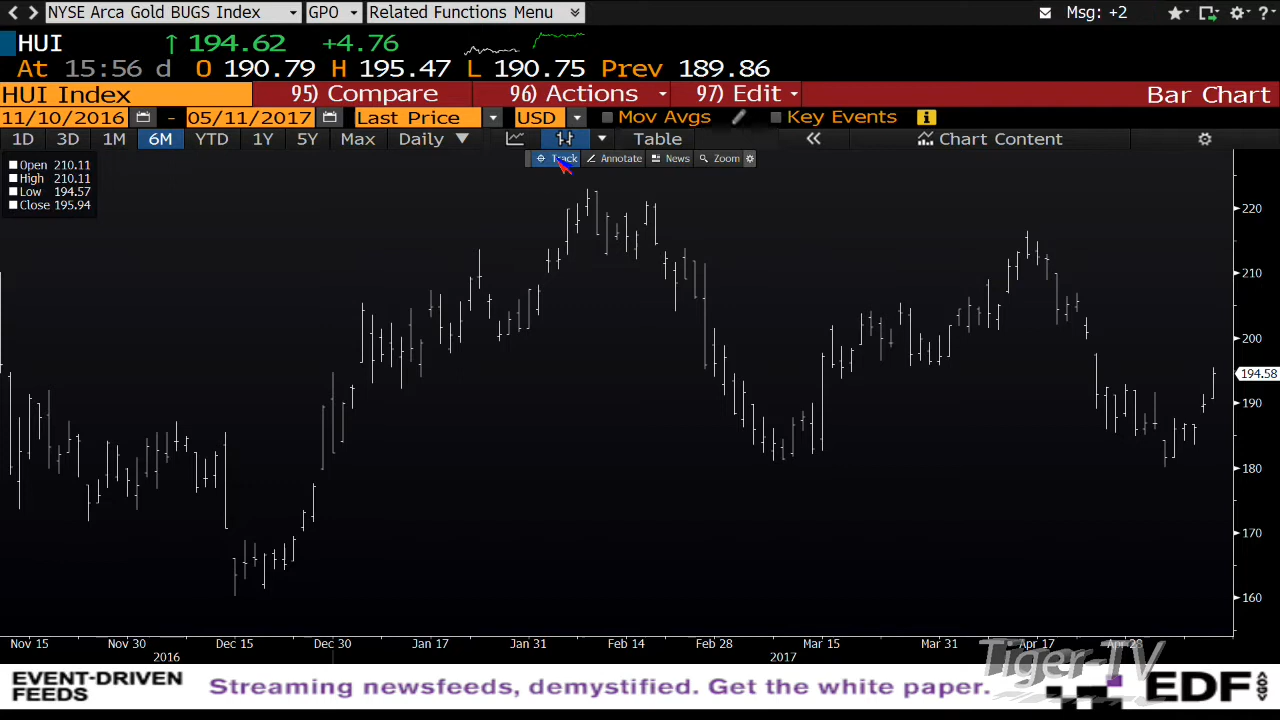 NYSE Arca Gold BUGS Index GPO Related Functions Menu Msg: +2 ?
HUI ↑ 194.62 +4.76
At 15:56 d O 190.79 H 195.47 L 190.75 Prev 189.86
HUI Index 95) Compare 96) Actions 97) Edit Bar Chart
11/10/2016 - 05/11/2017 Last Price USD Mov Avgs Key Events i
1D 3D 1M 6M YTD 1Y 5Y Max Daily Table « Chart Content
Track Annotate News Zoom
Open 210.11
High 210.11
Low 194.57
Close 195.94
220
210
200
194.58
190
180
170
160
Nov 15 Nov 30 Dec 15 Dec 30 Jan 17 Jan 31 Feb 14 Feb 28 Mar 15 Mar 31 Apr 17 Apr 28
2016 2017
Tiger-TV
EVENT-DRIVEN
FEEDS
Streaming newsfeeds, demystified. Get the white paper.
EDF